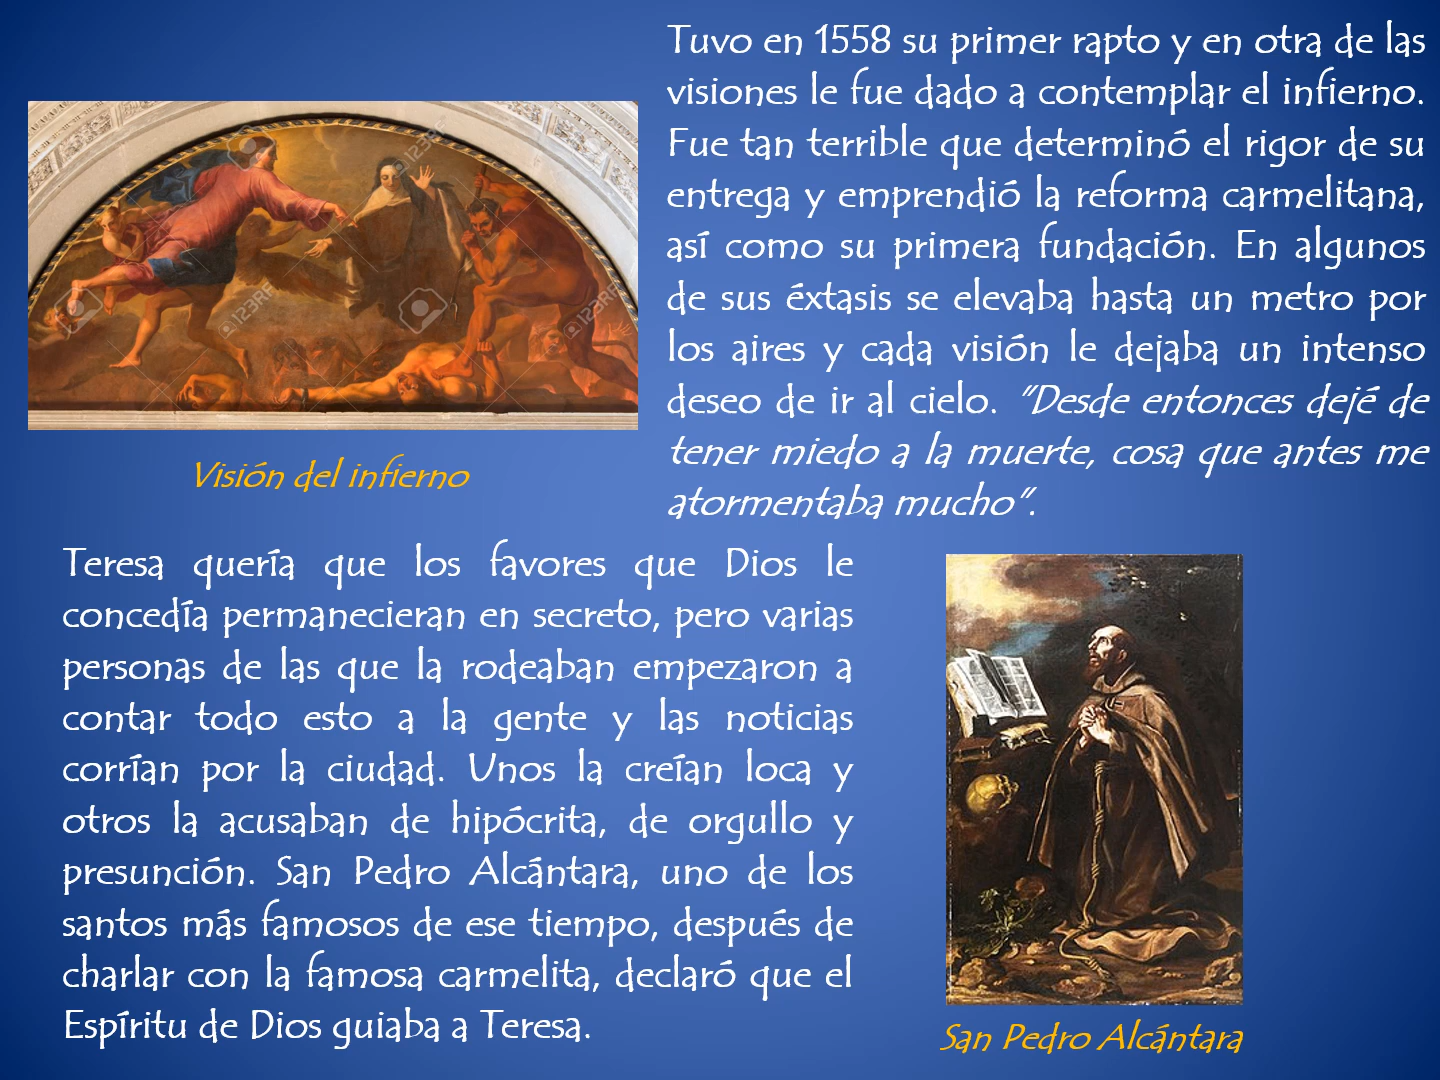 Tuvo en 1558 su primer rapto y en otra de las
visiones le fue dado a contemplar el infierno.
Fue tan terrible que determinó el rigor de su
entrega y emprendió la reforma carmelitana,
así como su primera fundación. En algunos
de sus éxtasis se elevaba hasta un metro por
los aires y cada visión le dejaba un intenso
deseo de ir al cielo. "Desde entonces dejé de
tener miedo a la muerte, cosa que antes me
atormentaba mucho".
123RF
123RF
123RF
123RF
Visión del infierno
Teresa quería que los favores que Dios le
concedía permanecieran en secreto, pero varias
personas de las que la rodeaban empezaron a
contar todo esto a la gente y las noticias
corrían por la ciudad. Unos la creían loca y
otros la acusaban de hipócrita, de orgullo y
presunción. San Pedro Alcántara, uno de los
santos más famosos de ese tiempo, después de
charlar con la famosa carmelita, declaró que el
Espíritu de Dios guiaba a Teresa.
San Pedro Alcántara